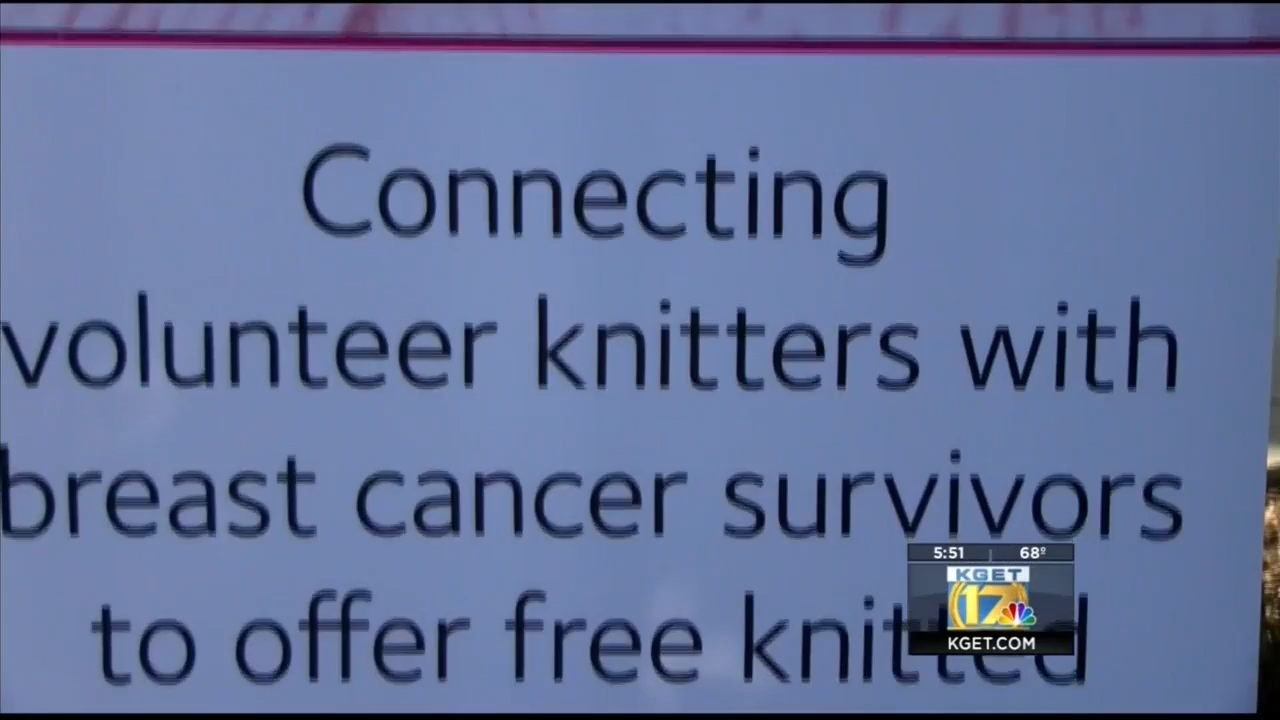 Connecting
volunteer knitters with
breast cancer survivors
to offer free knitted
5:51 68°
KGET
17
KGET.COM